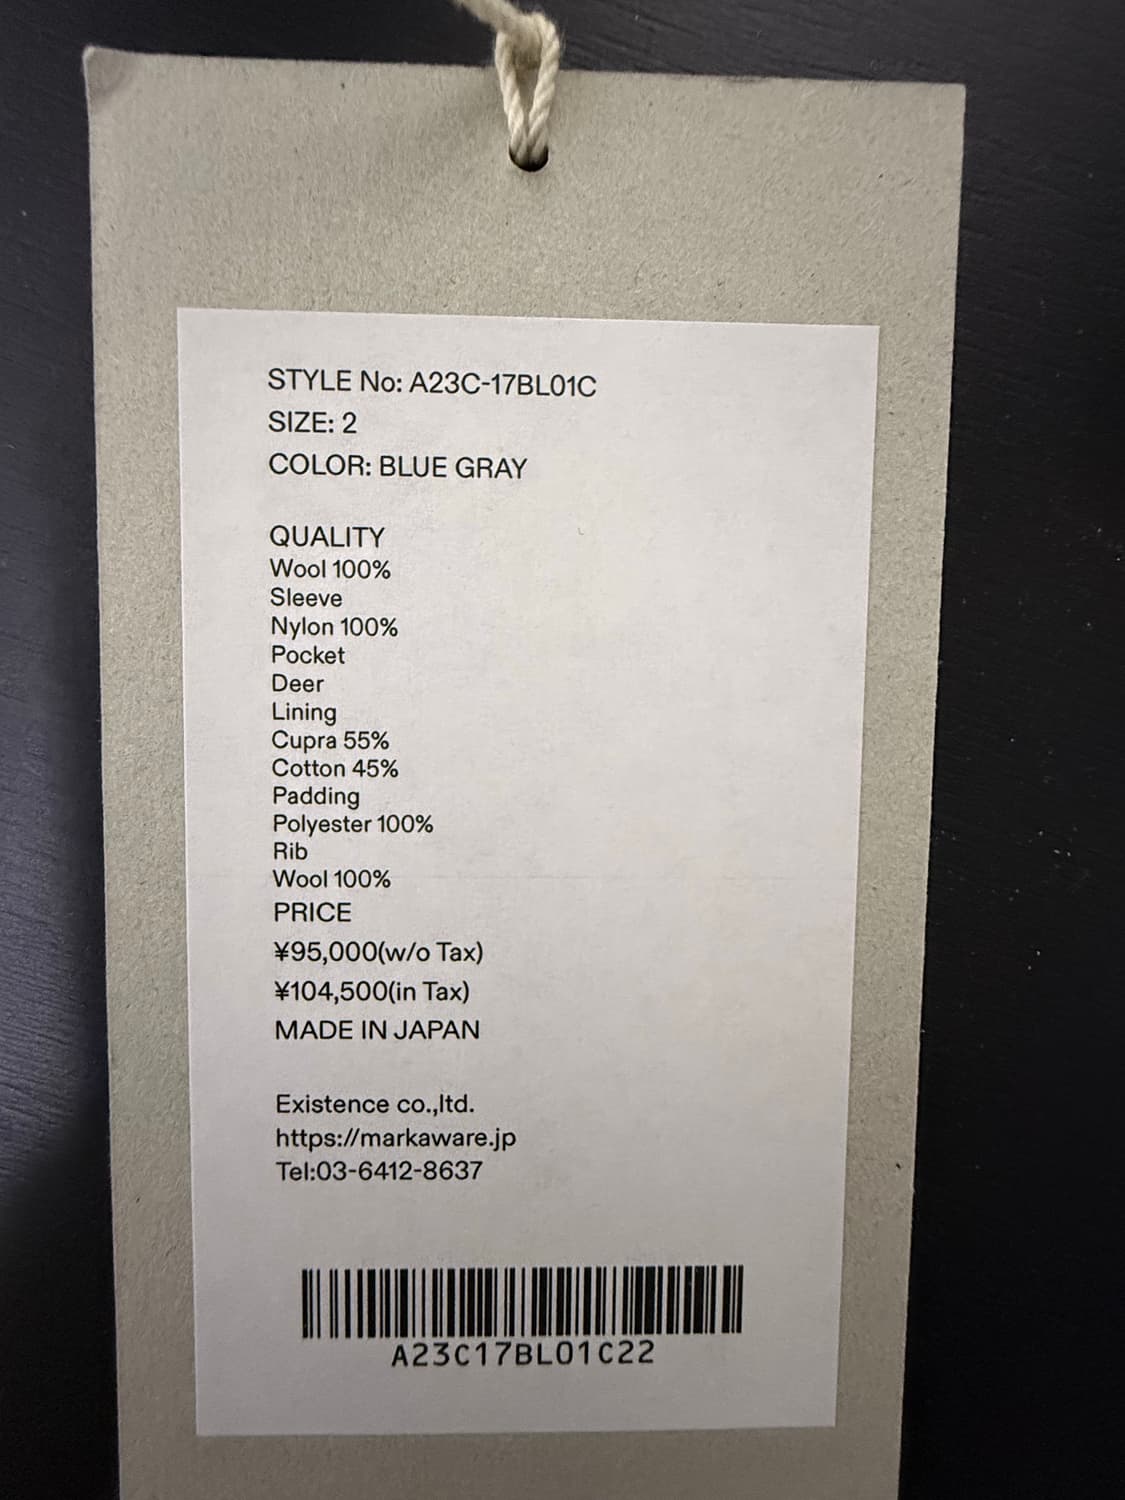 STYLE No: A23C-17BL01C
SIZE: 2
COLOR: BLUE GRAY
QUALITY
Wool 100%
Sleeve
Nylon 100%
Pocket
Deer
Lining
Cupra 55%
Cotton 45%
Padding
Polyester 100%
Rib
Wool 100%
PRICE
¥95,000(w/o Tax)
¥104,500(in Tax)
MADE IN JAPAN
Existence co.,ltd.
https://markaware.jp
Tel:03-6412-8637
A23C17BL01C22